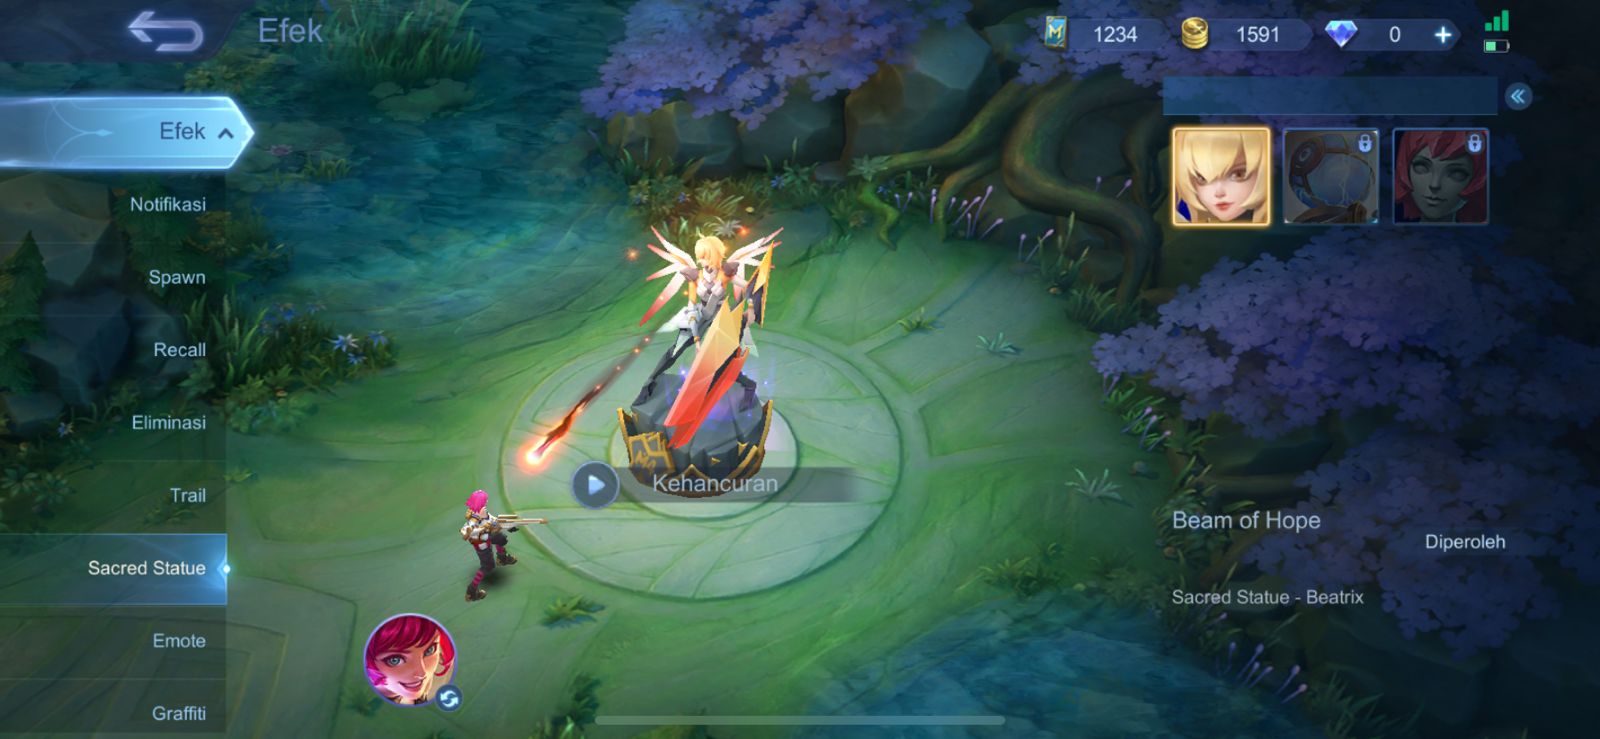 Efek
1234
1591
0
Efek
Notifikasi
Spawn
Recall
Eliminasi
Trail
Sacred Statue
Emote
Graffiti
Kehancuran
Beam of Hope
Diperoleh
Sacred Statue - Beatrix